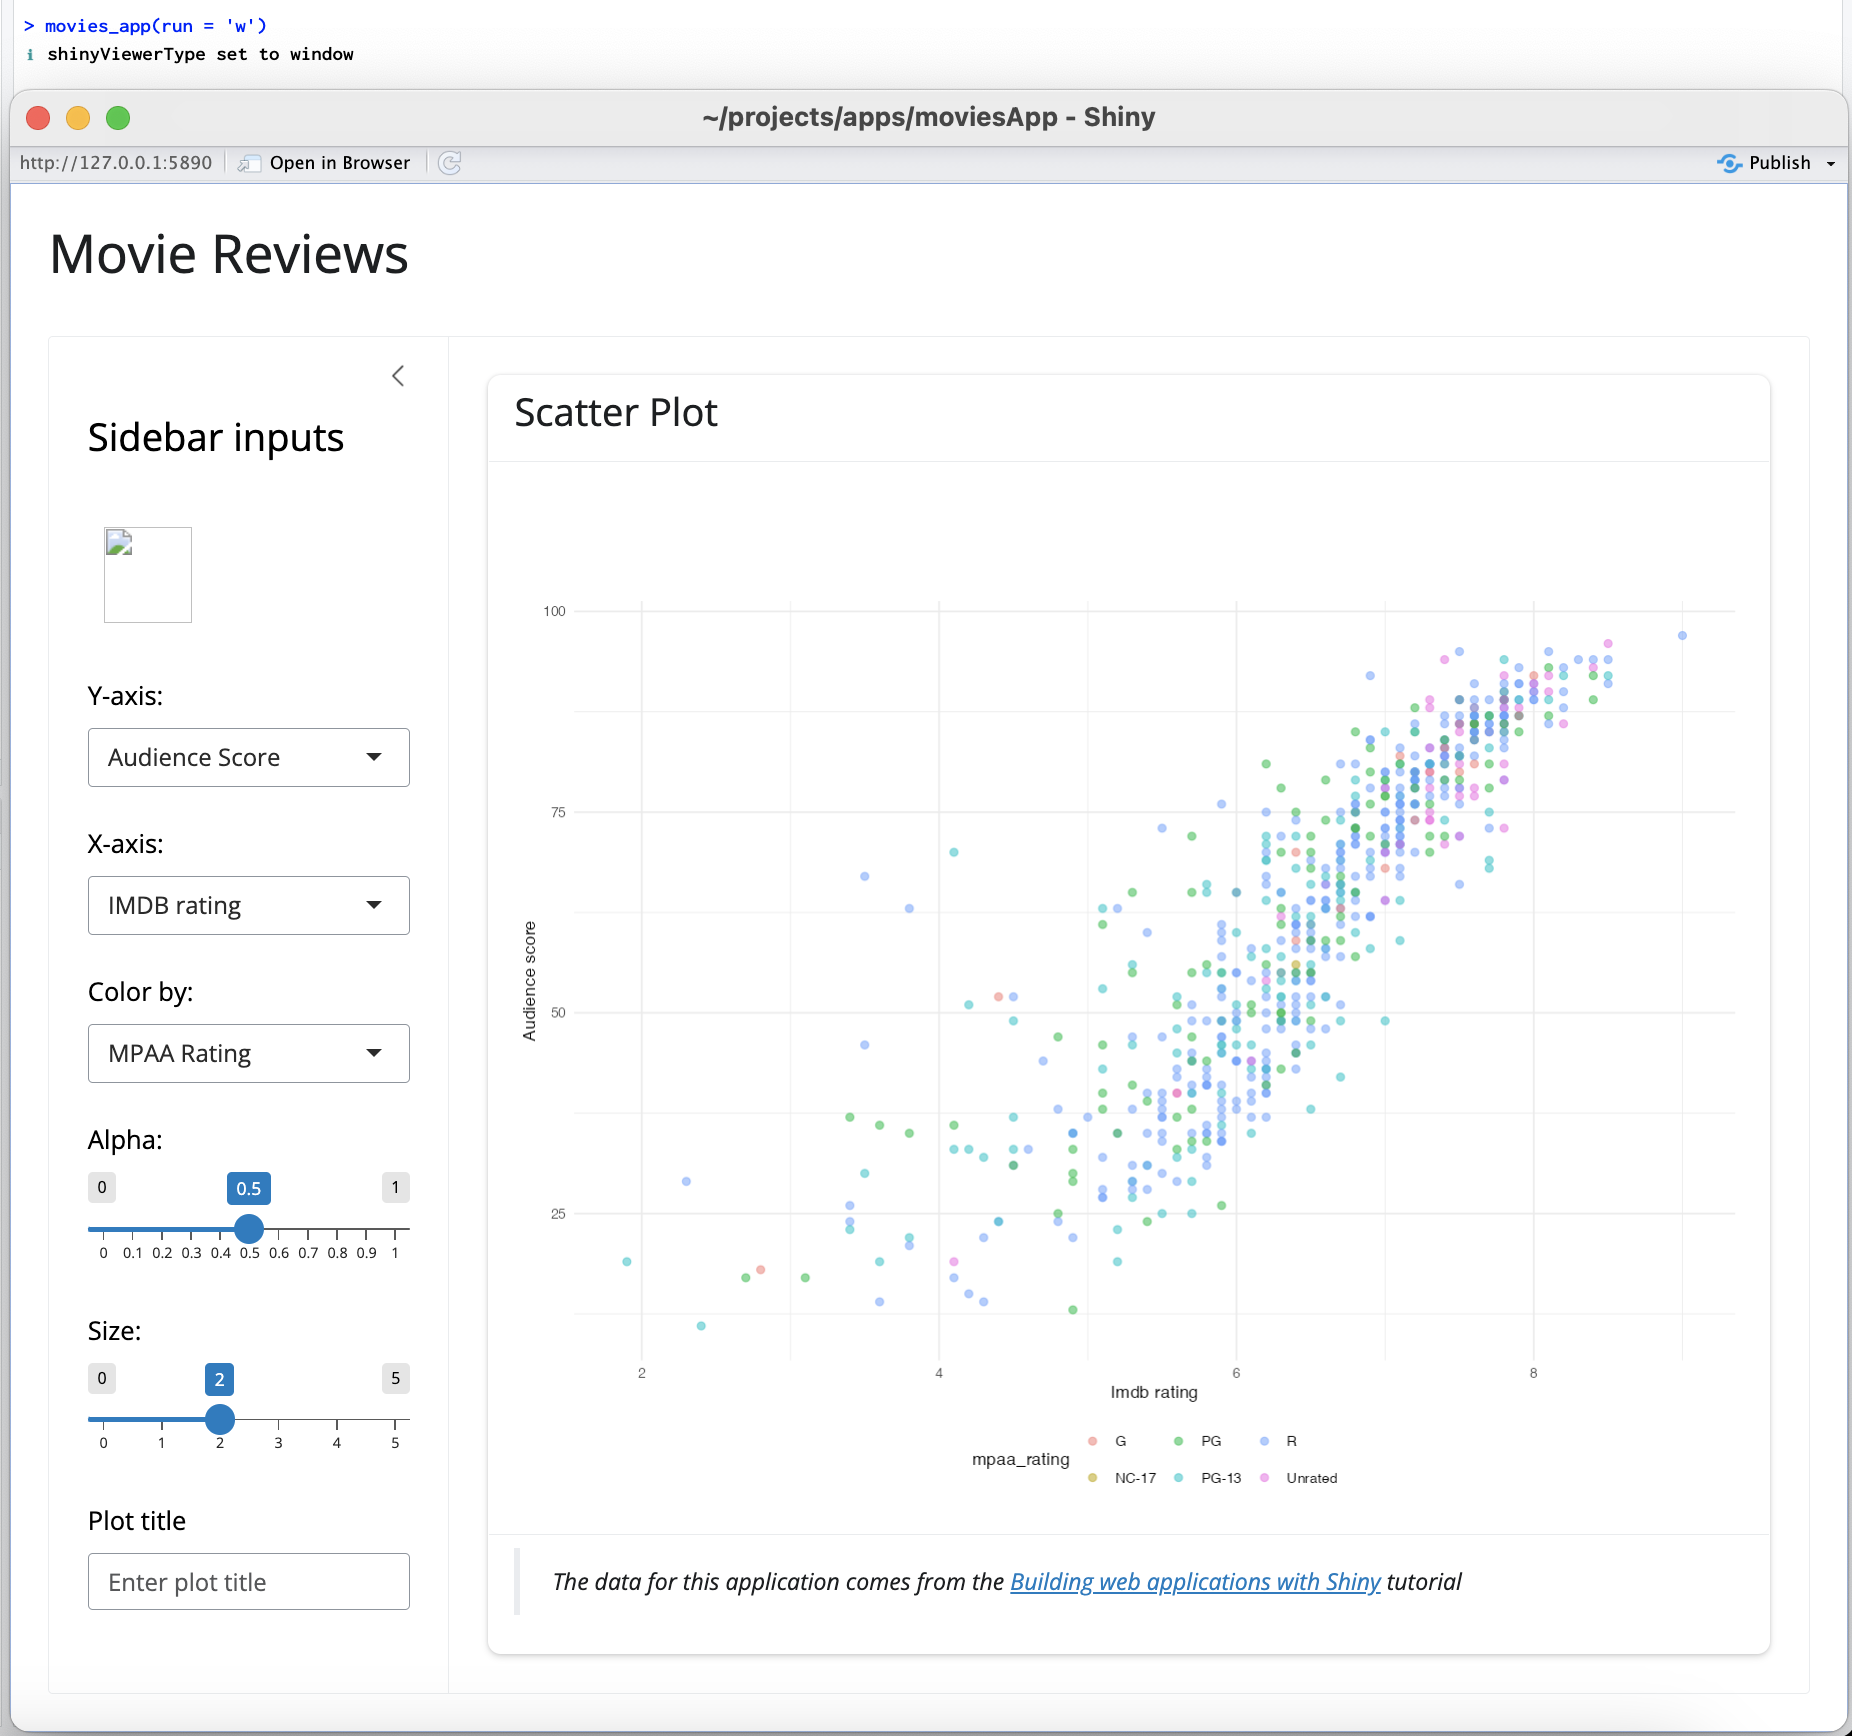 > movies_app(run = 'w')
i shinyViewerType set to window
~/projects/apps/moviesApp - Shiny
http://127.0.0.1:5890 Open in Browser Publish
Movie Reviews
Sidebar inputs
Y-axis:
Audience Score
X-axis:
IMDB rating
Color by:
MPAA Rating
Alpha:
0 0.5 1
0 0.1 0.2 0.3 0.4 0.5 0.6 0.7 0.8 0.9 1
Size:
0 2 5
0 1 2 3 4 5
Plot title
Enter plot title
Scatter Plot
100
75
50
25
Audience score
2 4 6 8
Imdb rating
mpaa_rating
G PG R
NC-17 PG-13 Unrated
The data for this application comes from the Building web applications with Shiny tutorial